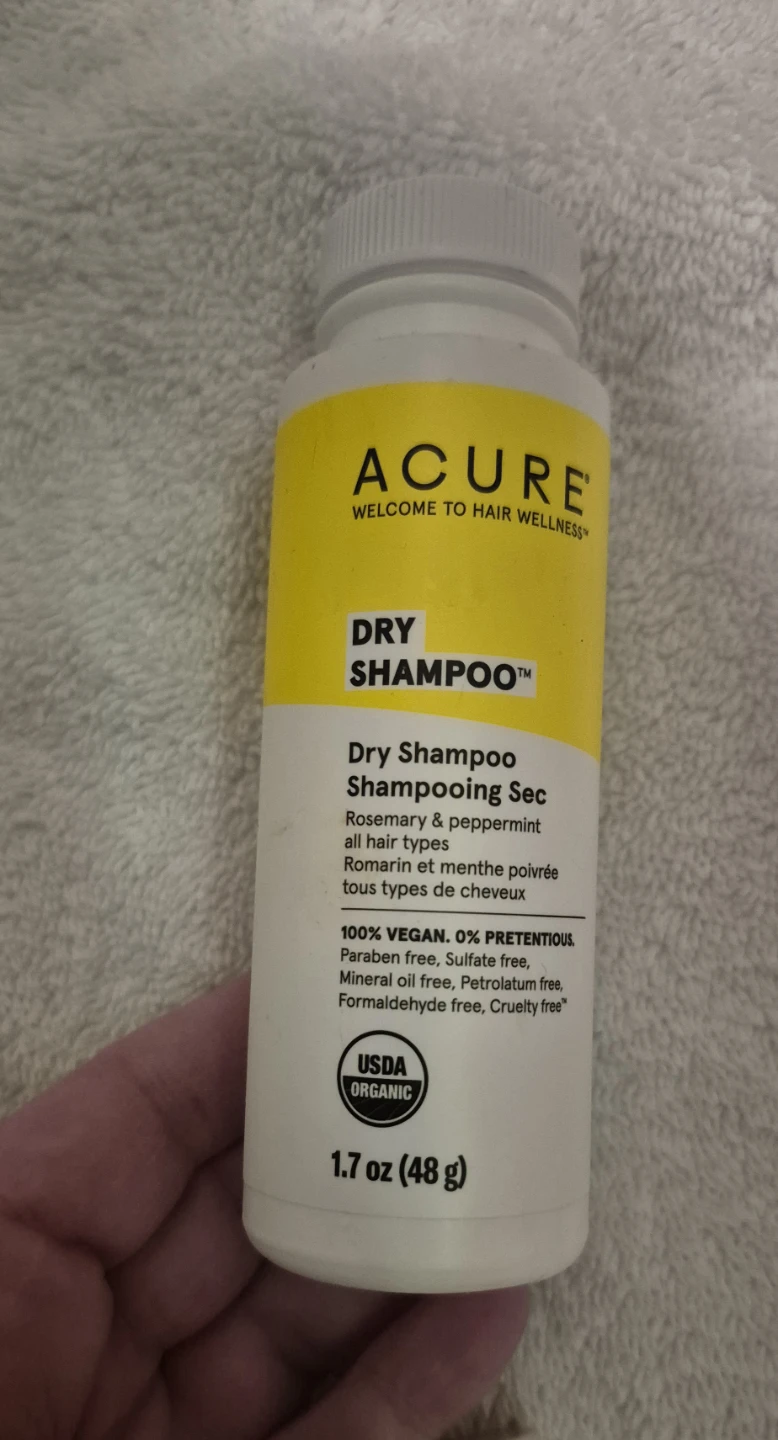 ACURE®
WELCOME TO HAIR WELLNESS™
DRY
SHAMPOO™
Dry Shampoo
Shampooing Sec
Rosemary & peppermint
all hair types
Romarin et menthe poivrée
tous types de cheveux
100% VEGAN. 0% PRETENTIOUS.
Paraben free, Sulfate free,
Mineral oil free, Petrolatum free,
Formaldehyde free, Cruelty free™
USDA
ORGANIC
1.7 oz (48 g)